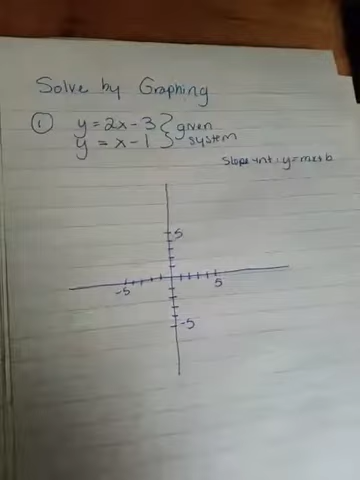 Solve by Graphing
① y = 2x - 3 } given
y = x - 1 } system
Slope-int: y = mx+b
5
-5
5
-5